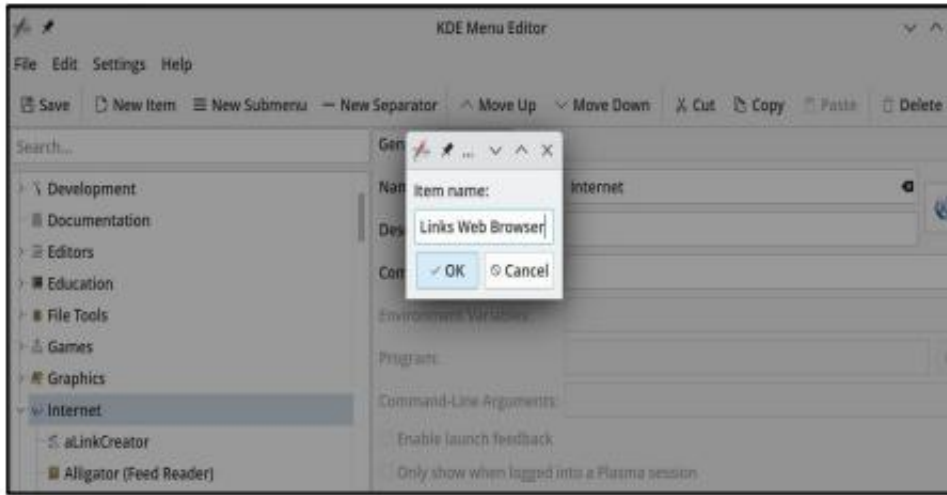 KDE Menu Editor
File Edit Settings Help
Save New Item New Submenu New Separator Move Up Move Down Cut Copy Paste Delete
Search...
...
Item name:
Internet
Links Web Browser
OK Cancel
Development
Documentation
Editors
Education
File Tools
Games
Graphics
Internet
aLinkCreator
Alligator (Feed Reader)
Environment Variables:
Program:
Command-Line Arguments:
Enable launch feedback
Only show when logged into a Plasma session